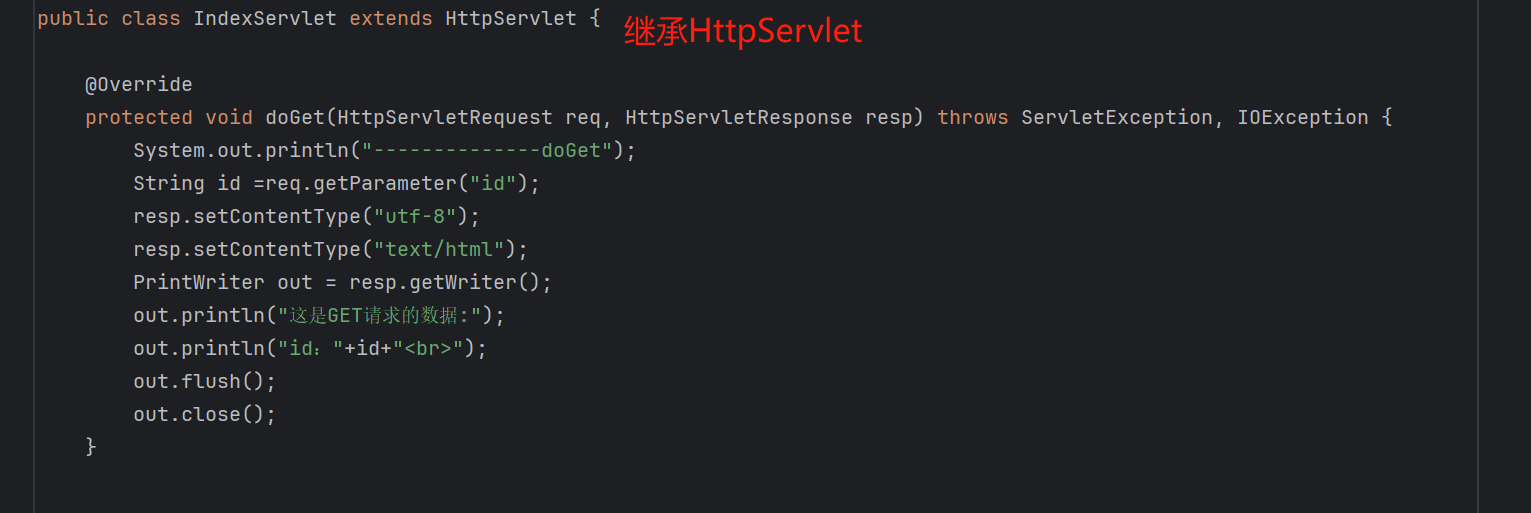 public class IndexServlet extends HttpServlet {
继承HttpServlet
@Override
protected void doGet(HttpServletRequest req, HttpServletResponse resp) throws ServletException, IOException {
System.out.println("--------------doGet");
String id =req.getParameter("id");
resp.setContentType("utf-8");
resp.setContentType("text/html");
PrintWriter out = resp.getWriter();
out.println("这是GET请求的数据:");
out.println("id："+id+"<br>");
out.flush();
out.close();
}